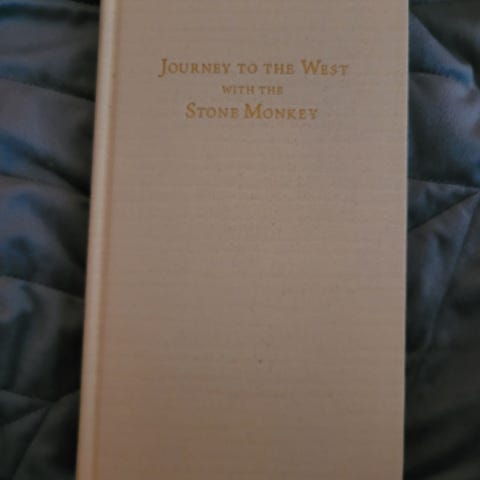 Journey to the West
with the
Stone Monkey